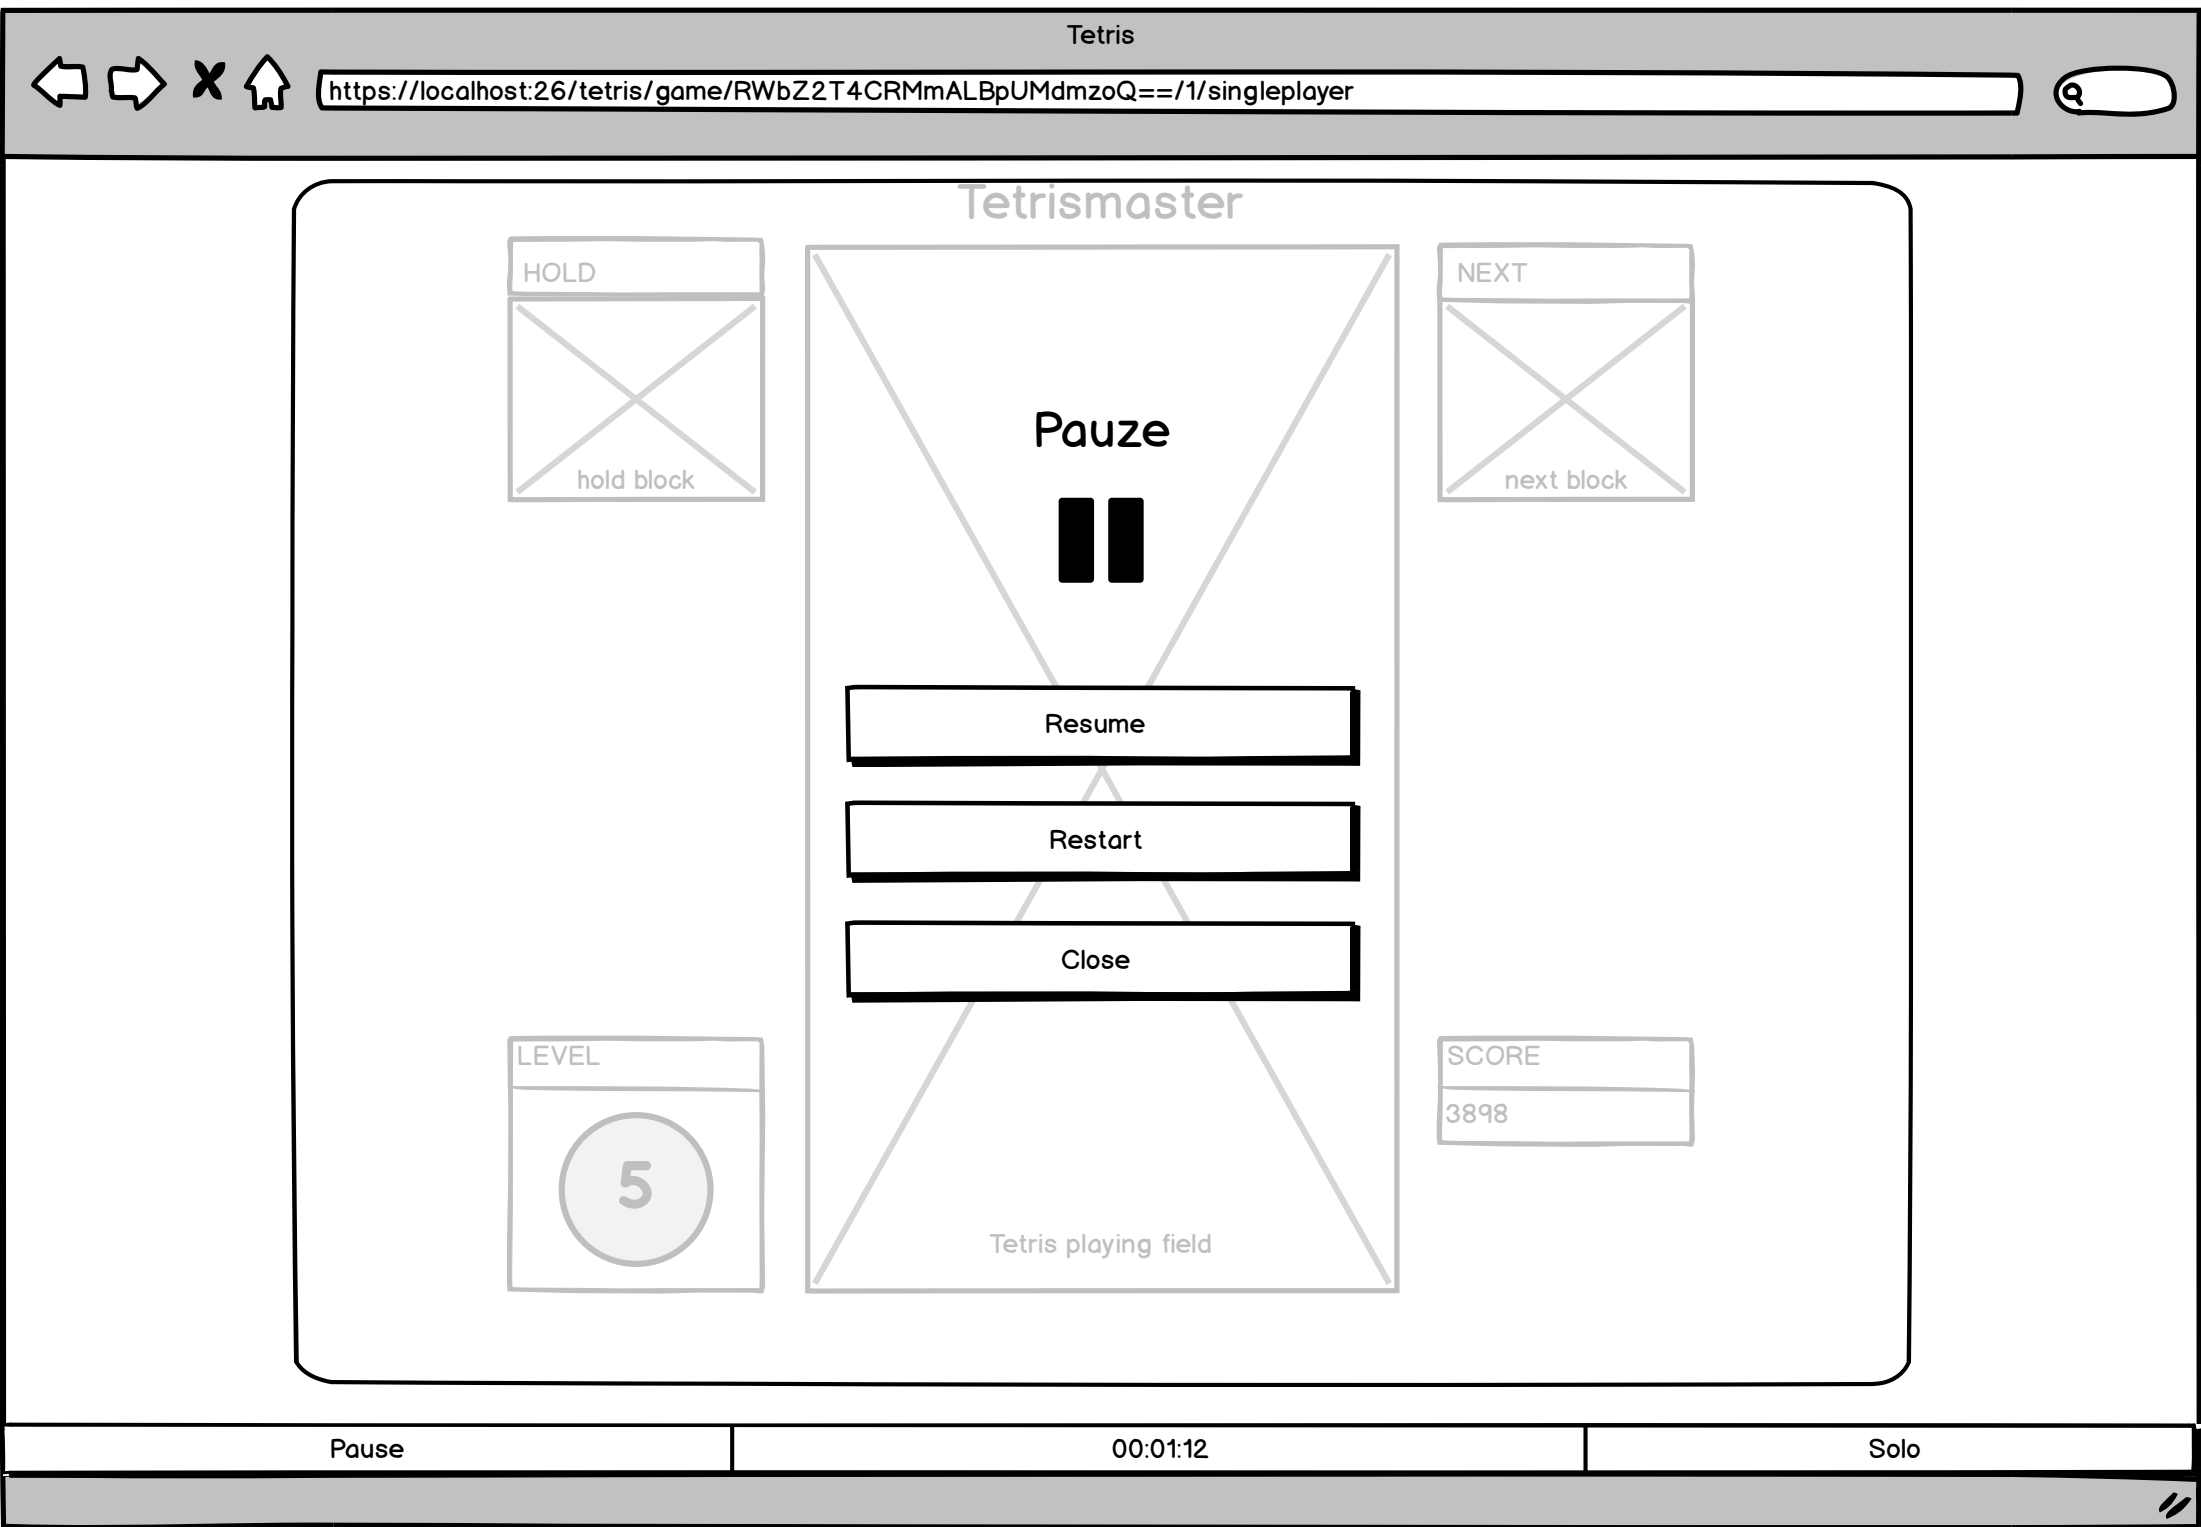 Tetris
https://localhost:26/tetris/game/RWbZ2T4CRMmALBpUMdmzoQ==/1/singleplayer
Tetrismaster
HOLD
hold block
NEXT
next block
Pauze
Resume
Restart
Close
LEVEL
5
Tetris playing field
SCORE
3898
Pause
00:01:12
Solo